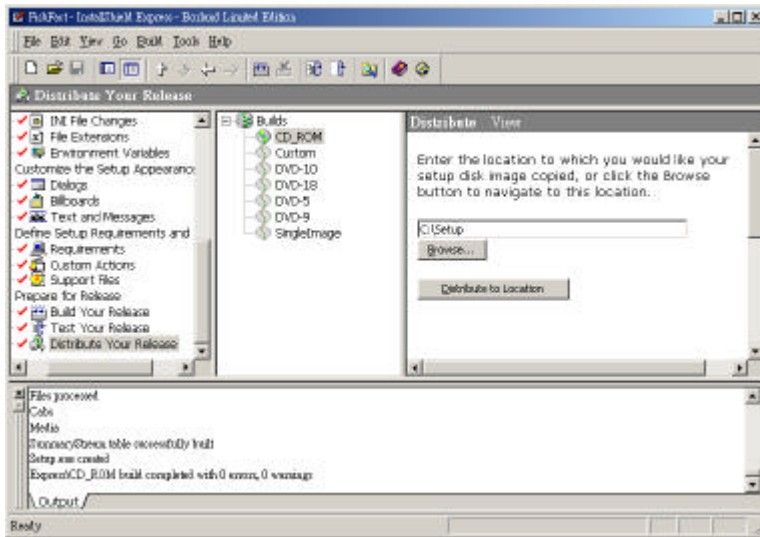 FishFact - InstallShield Express - Borland Limited Edition
File Edit View Go Build Tools Help
Distribute Your Release
INI File Changes
File Extensions
Environment Variables
Customize the Setup Appearance
Dialogs
Billboards
Text and Messages
Define Setup Requirements and
Requirements
Custom Actions
Support Files
Prepare for Release
Build Your Release
Test Your Release
Distribute Your Release
Builds
CD_ROM
Custom
DVD-10
DVD-18
DVD-5
DVD-9
SingleImage
Distribute View
Enter the location to which you would like your
setup disk image copied, or click the Browse
button to navigate to this location.
C:\Setup
Browse...
Distribute to Location
Files processed
Cabs
Media
SummaryStream table successfully built
Setup.exe created
Express\CD_ROM build completed with 0 errors, 0 warnings
Output
Ready